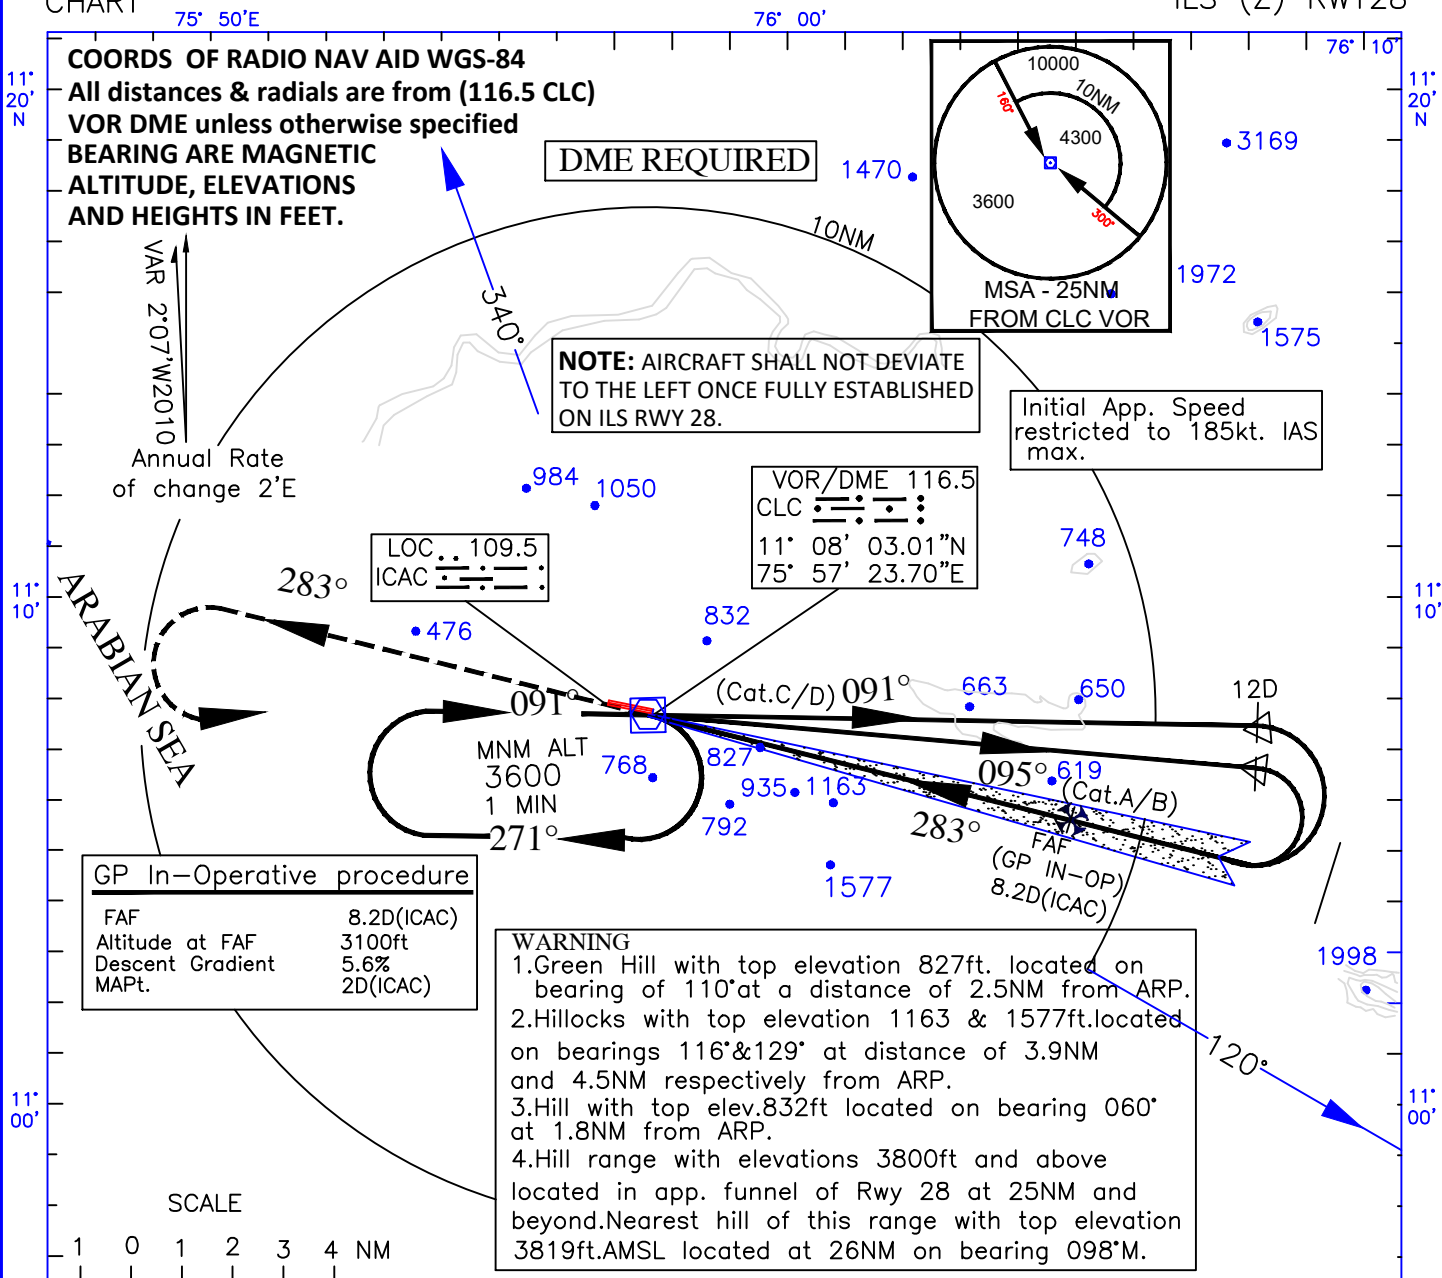 CHART
ILS (Z) RWY28
75° 50'E
76° 00'
76° 10'
11°
20'
N
11°
20'
N
COORDS OF RADIO NAV AID WGS-84
All distances & radials are from (116.5 CLC)
VOR DME unless otherwise specified
BEARING ARE MAGNETIC
ALTITUDE, ELEVATIONS
AND HEIGHTS IN FEET.
DME REQUIRED
1470
3169
10000
10NM
160°
4300
3600
300°
MSA - 25NM
FROM CLC VOR
1972
1575
10NM
340°
VAR 2°07'W2010
Annual Rate
of change 2'E
NOTE: AIRCRAFT SHALL NOT DEVIATE
TO THE LEFT ONCE FULLY ESTABLISHED
ON ILS RWY 28.
Initial App. Speed
restricted to 185kt. IAS
max.
984
1050
VOR/DME 116.5
CLC
11° 08' 03.01"N
75° 57' 23.70"E
LOC 109.5
ICAC
748
11°
10'
11°
10'
283°
476
832
ARABIAN SEA
091°
(Cat.C/D) 091°
663
650
12D
MNM ALT
3600
1 MIN
271°
768
827
935
1163
792
095°
619
(Cat.A/B)
283°
FAF
(GP IN-OP)
8.2D(ICAC)
1577
GP In-Operative procedure
FAF 8.2D(ICAC)
Altitude at FAF 3100ft
Descent Gradient 5.6%
MAPt. 2D(ICAC)
1998
WARNING
1.Green Hill with top elevation 827ft. located on
bearing of 110°at a distance of 2.5NM from ARP.
2.Hillocks with top elevation 1163 & 1577ft.located
on bearings 116°&129° at distance of 3.9NM
and 4.5NM respectively from ARP.
3.Hill with top elev.832ft located on bearing 060°
at 1.8NM from ARP.
4.Hill range with elevations 3800ft and above
located in app. funnel of Rwy 28 at 25NM and
beyond.Nearest hill of this range with top elevation
3819ft.AMSL located at 26NM on bearing 098°M.
120°
11°
00'
11°
00'
SCALE
1 0 1 2 3 4 NM